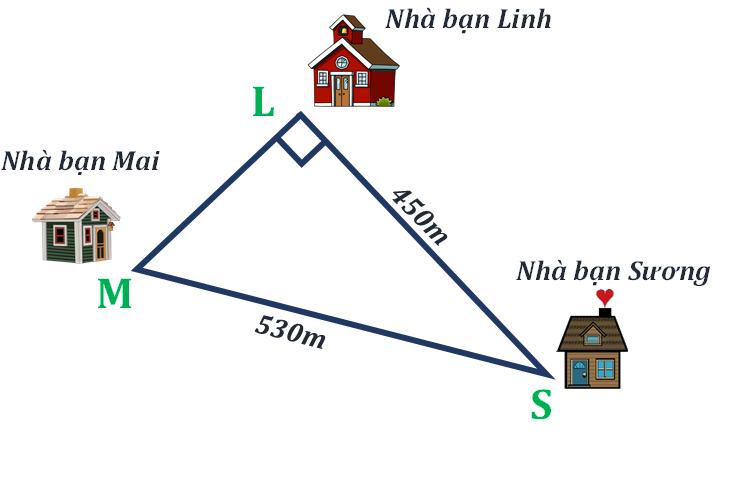 Nhà bạn Linh
L
Nhà bạn Mai
450m
Nhà bạn Sương
M
530m
S